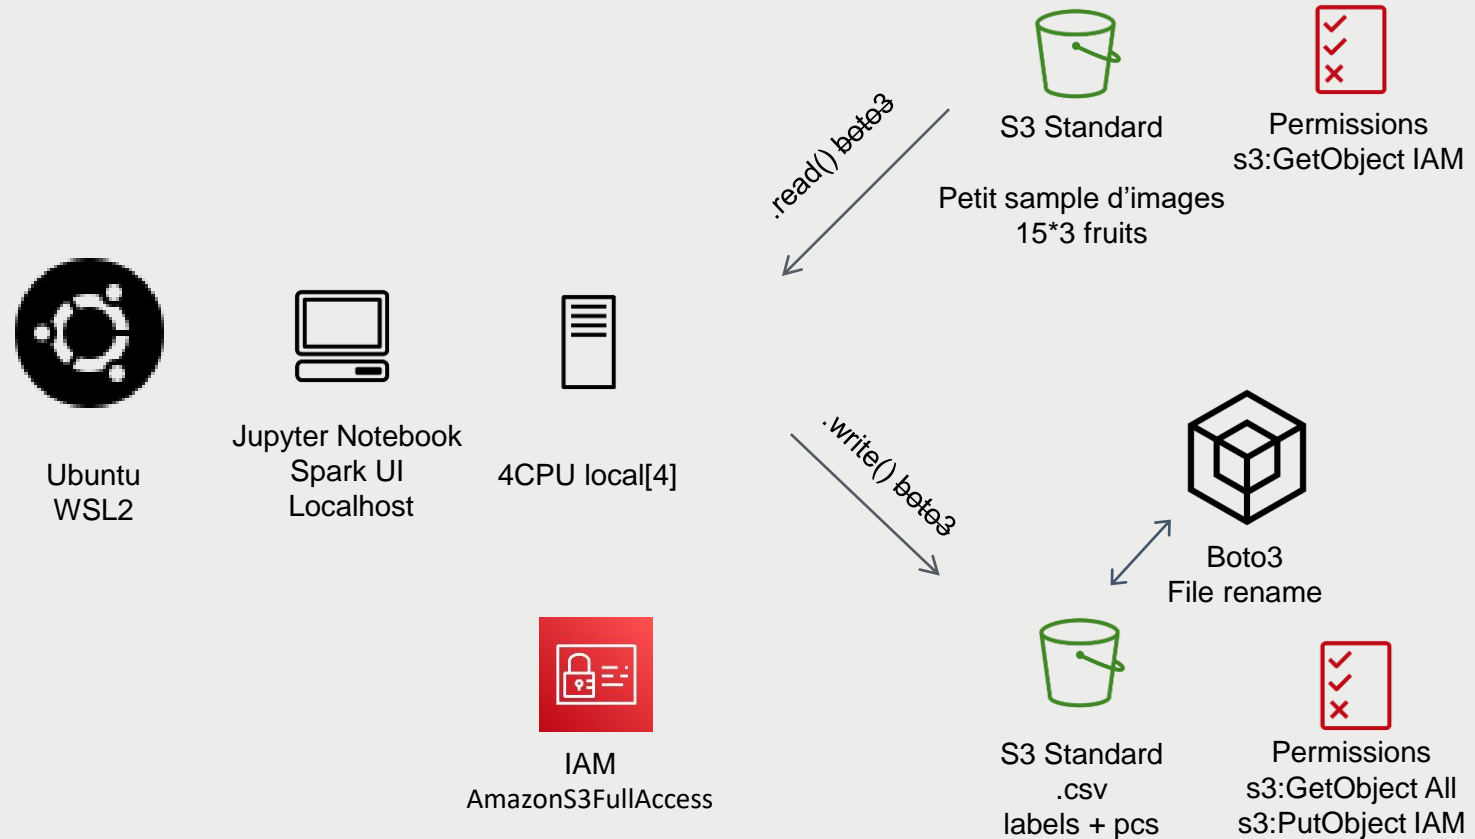 .read() boto3
S3 Standard
Petit sample d’images
15*3 fruits
Permissions
s3:GetObject IAM
Ubuntu
WSL2
Jupyter Notebook
Spark UI
Localhost
4CPU local[4]
.write() boto3
Boto3
File rename
IAM
AmazonS3FullAccess
S3 Standard
.csv
labels + pcs
Permissions
s3:GetObject All
s3:PutObject IAM